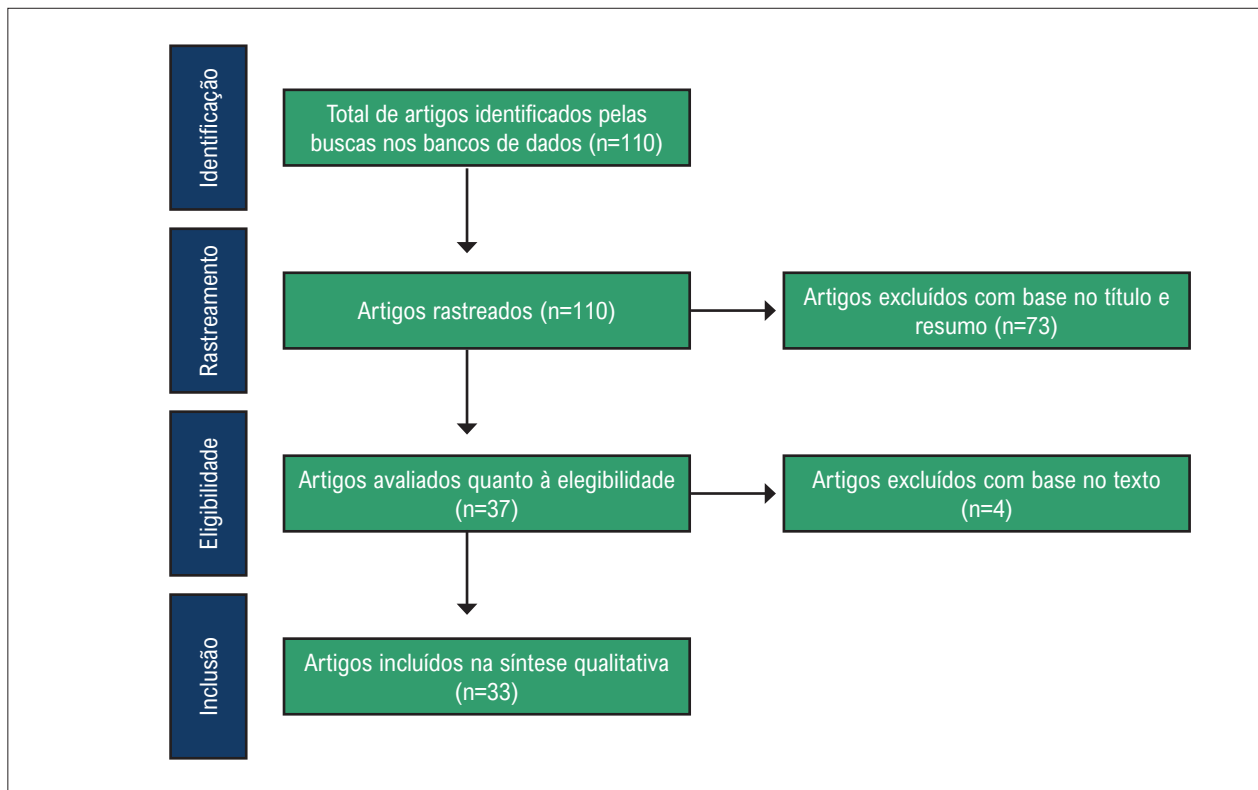 Identificação
Total de artigos identificados pelas
buscas nos bancos de dados (n=110)
Rastreamento
Artigos rastreados (n=110)
Artigos excluídos com base no título e
resumo (n=73)
Eligibilidade
Artigos avaliados quanto à elegibilidade
(n=37)
Artigos excluídos com base no texto
(n=4)
Inclusão
Artigos incluídos na síntese qualitativa
(n=33)